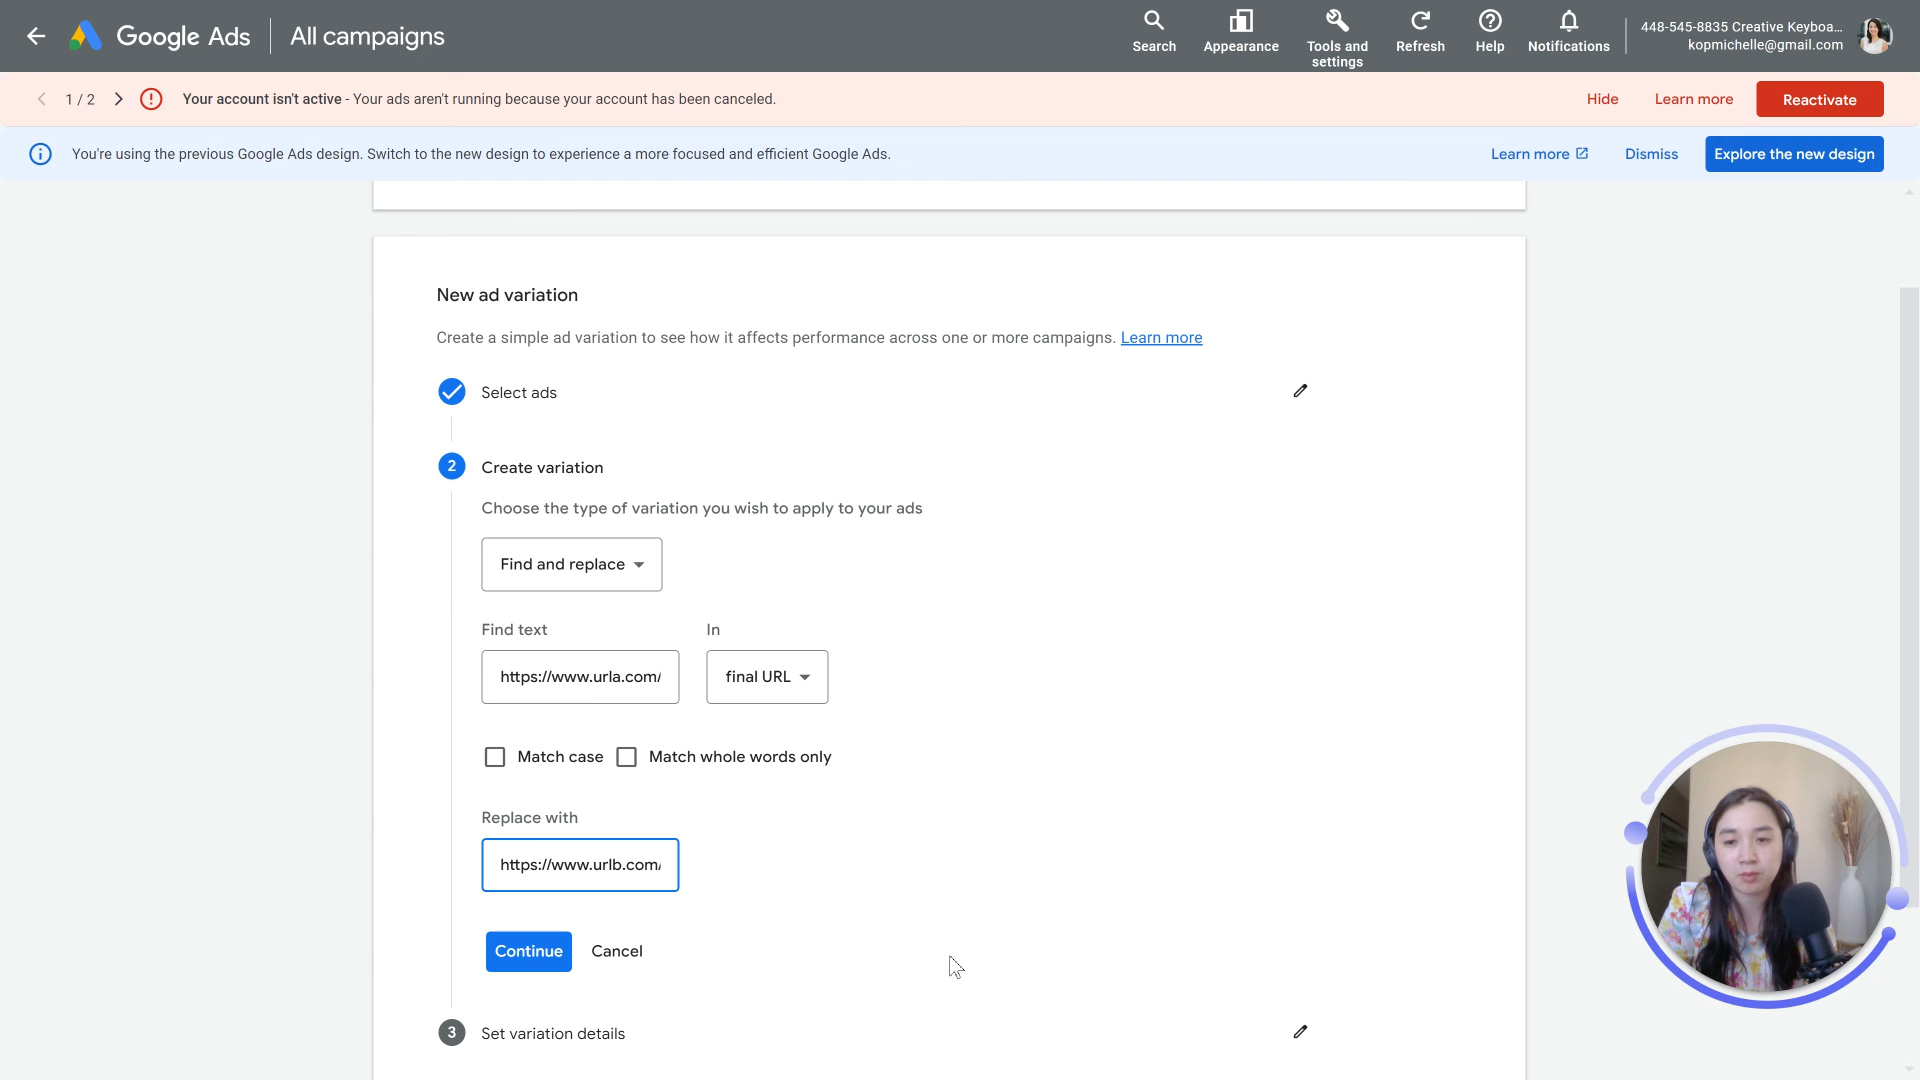 Google Ads
All campaigns
Search
Appearance
Tools and
settings
Refresh
Help
Notifications
448-545-8835 Creative Keyboa...
kopmichelle@gmail.com
1 / 2
Your account isn't active - Your ads aren't running because your account has been canceled.
Hide
Learn more
Reactivate
You're using the previous Google Ads design. Switch to the new design to experience a more focused and efficient Google Ads.
Learn more
Dismiss
Explore the new design
New ad variation
Create a simple ad variation to see how it affects performance across one or more campaigns. Learn more
Select ads
2
Create variation
Choose the type of variation you wish to apply to your ads
Find and replace
Find text
In
https://www.urla.com/
final URL
Match case
Match whole words only
Replace with
https://www.urlb.com/
Continue
Cancel
3
Set variation details